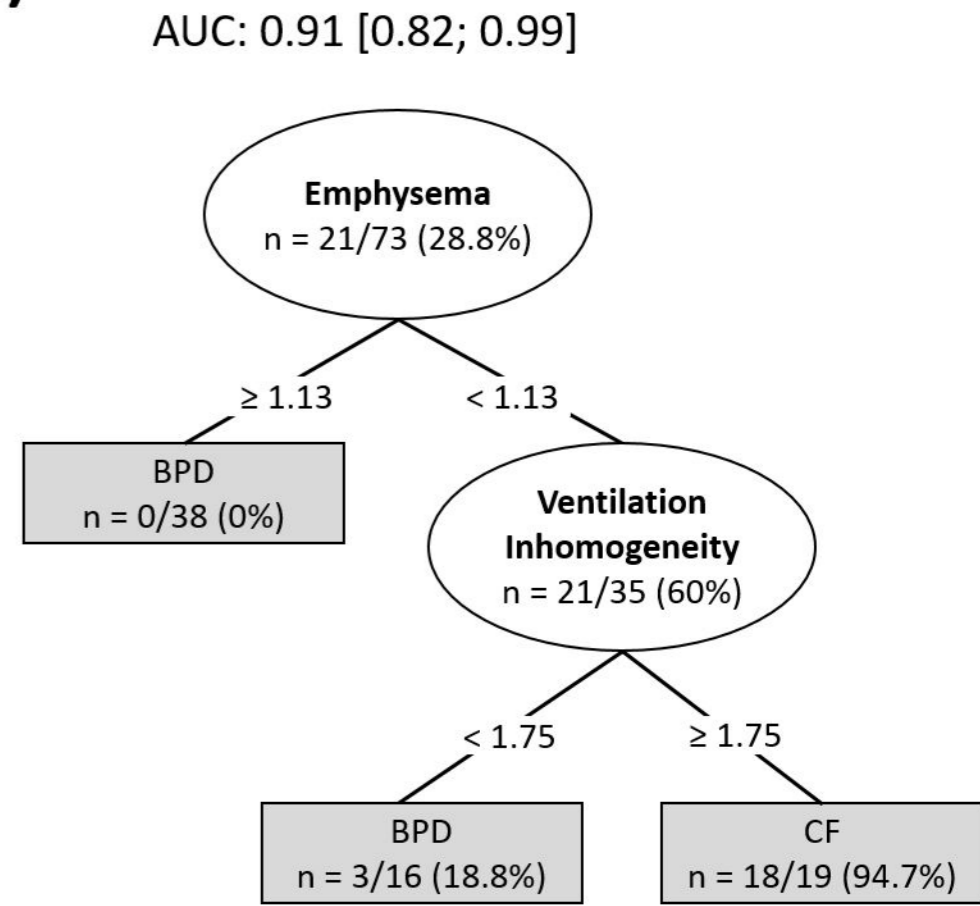 )
AUC: 0.91 [0.82; 0.99]
Emphysema
n = 21/73 (28.8%)
≥ 1.13
< 1.13
BPD
n = 0/38 (0%)
Ventilation
Inhomogeneity
n = 21/35 (60%)
< 1.75
≥ 1.75
BPD
n = 3/16 (18.8%)
CF
n = 18/19 (94.7%)